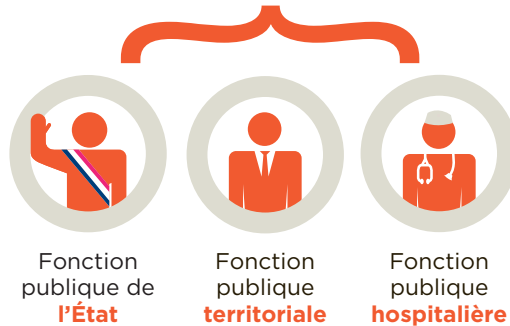 Fonction
publique de
l'État
Fonction
publique
territoriale
Fonction
publique
hospitalière